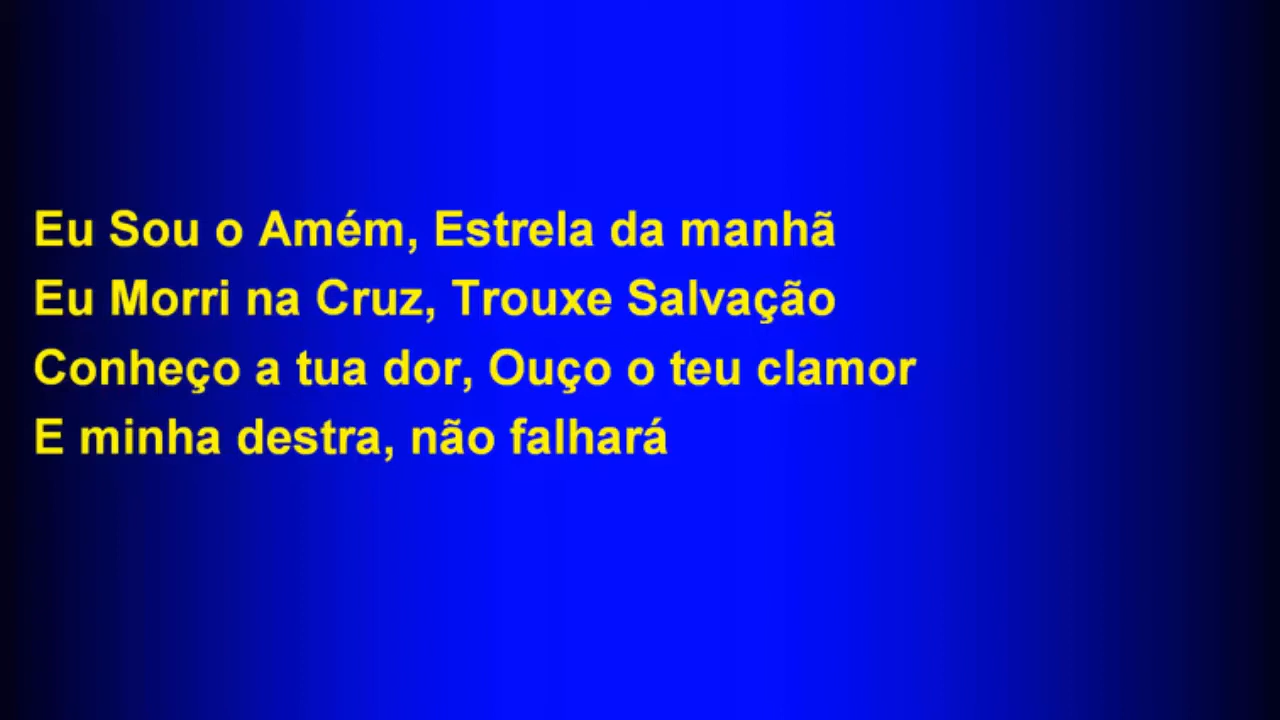 Eu Sou o Amém, Estrela da manhã
Eu Morri na Cruz, Trouxe Salvação
Conheço a tua dor, Ouço o teu clamor
E minha destra, não falhará